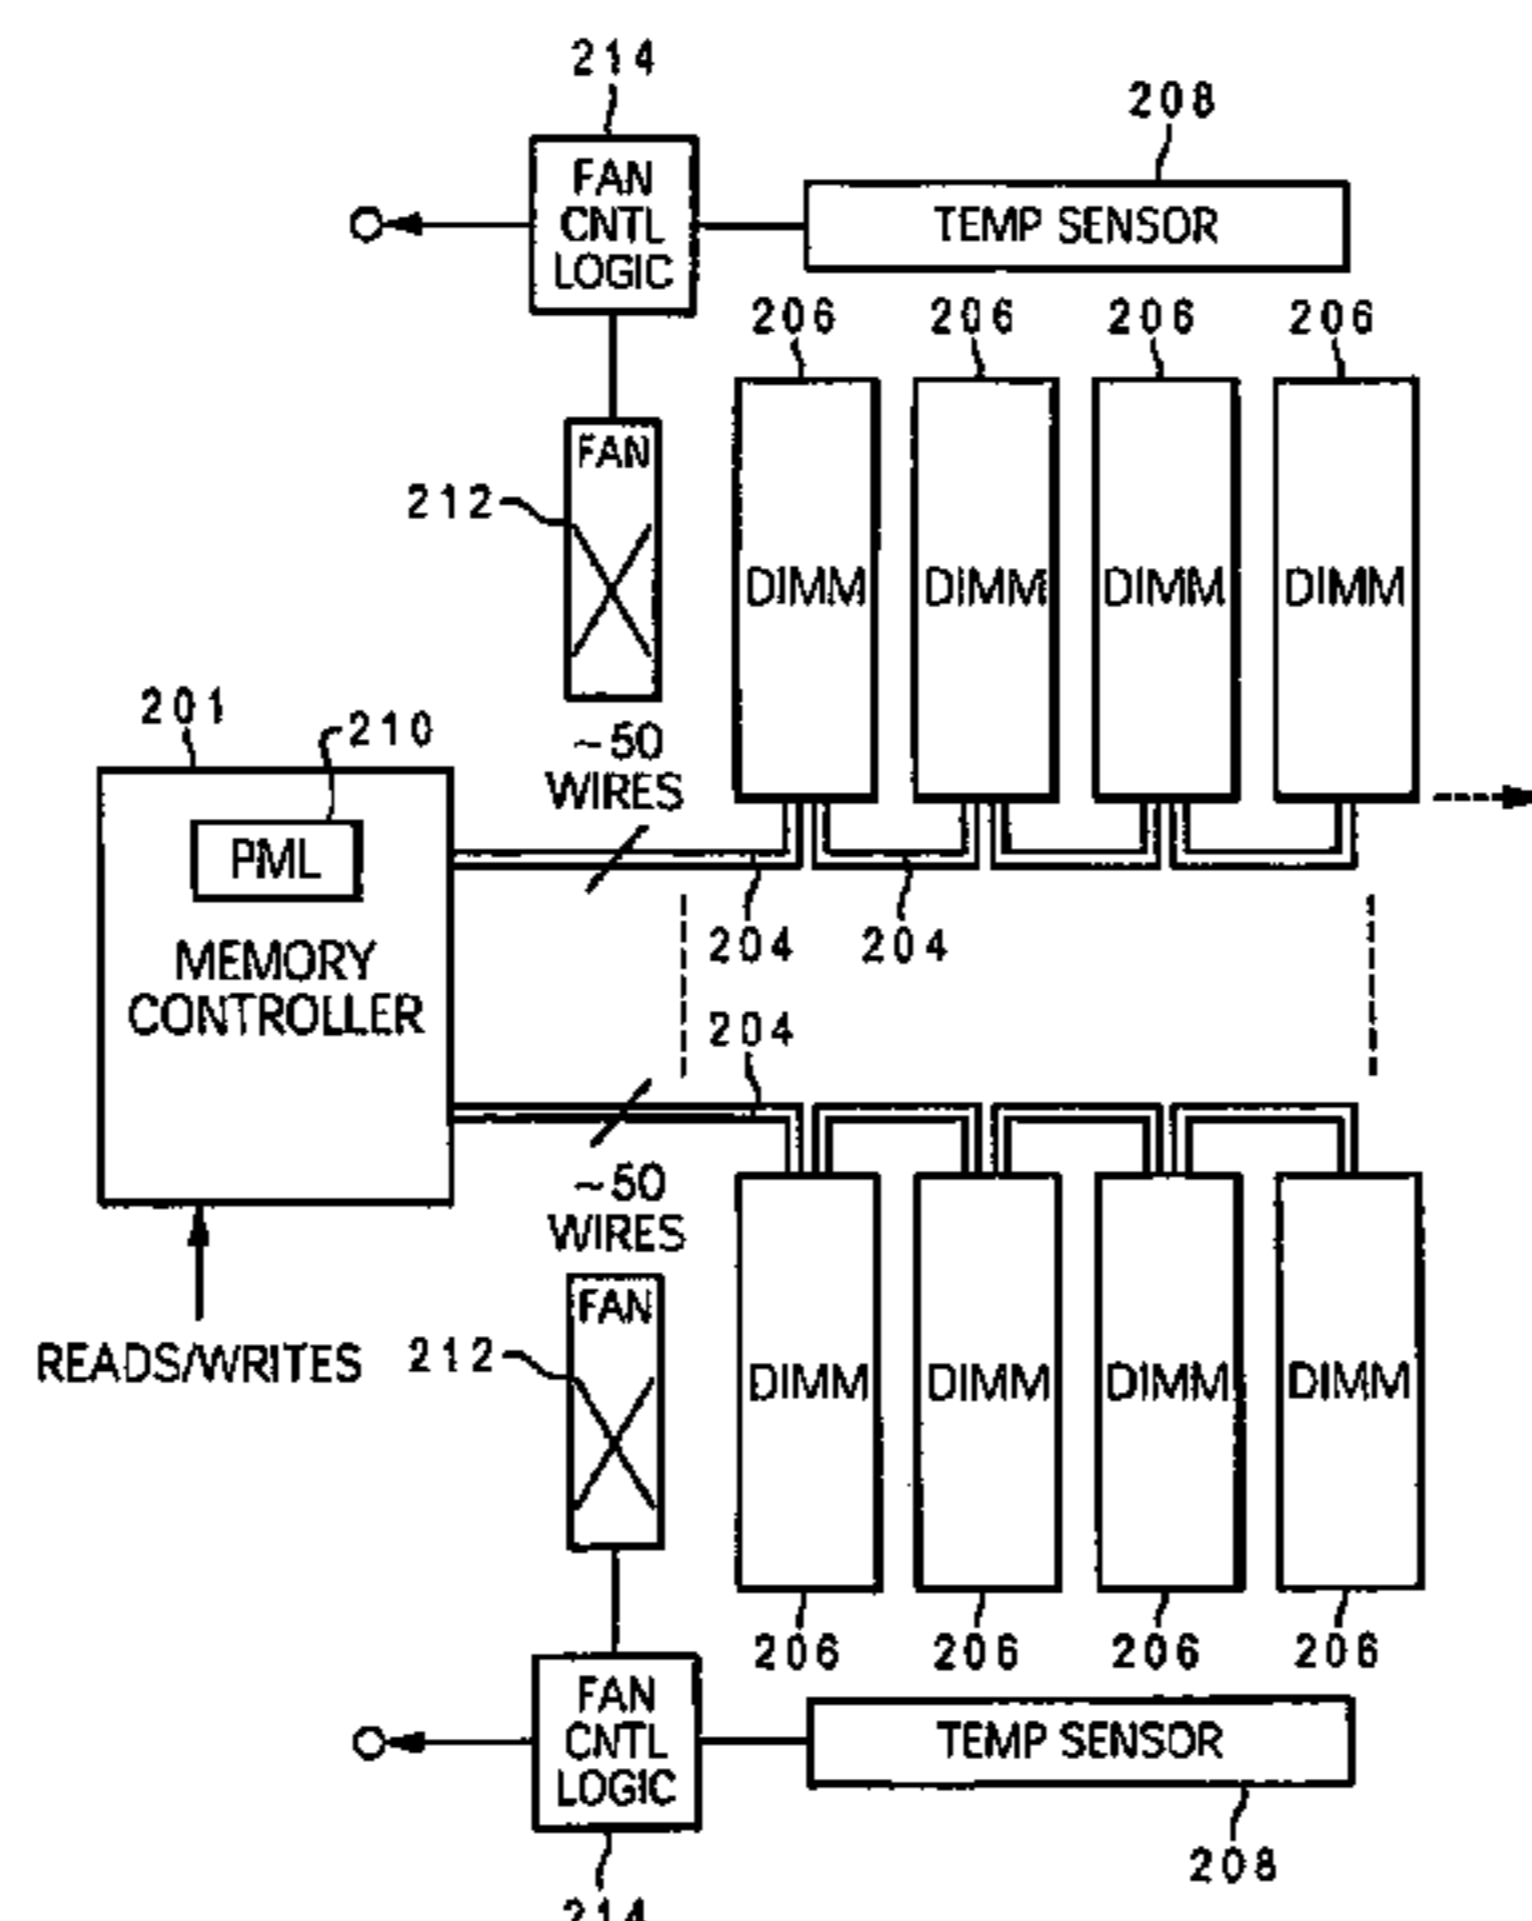 214
208
FAN
CNTL
LOGIC
TEMP SENSOR
206 206 206 206
FAN
212
DIMM DIMM DIMM DIMM
201
210
~50
WIRES
PML
204 204
MEMORY
CONTROLLER
204
~50
WIRES
FAN
READS/WRITES
212
DIMM DIMM DIMM DIMM
206 206 206 206
FAN
CNTL
LOGIC
TEMP SENSOR
208
214